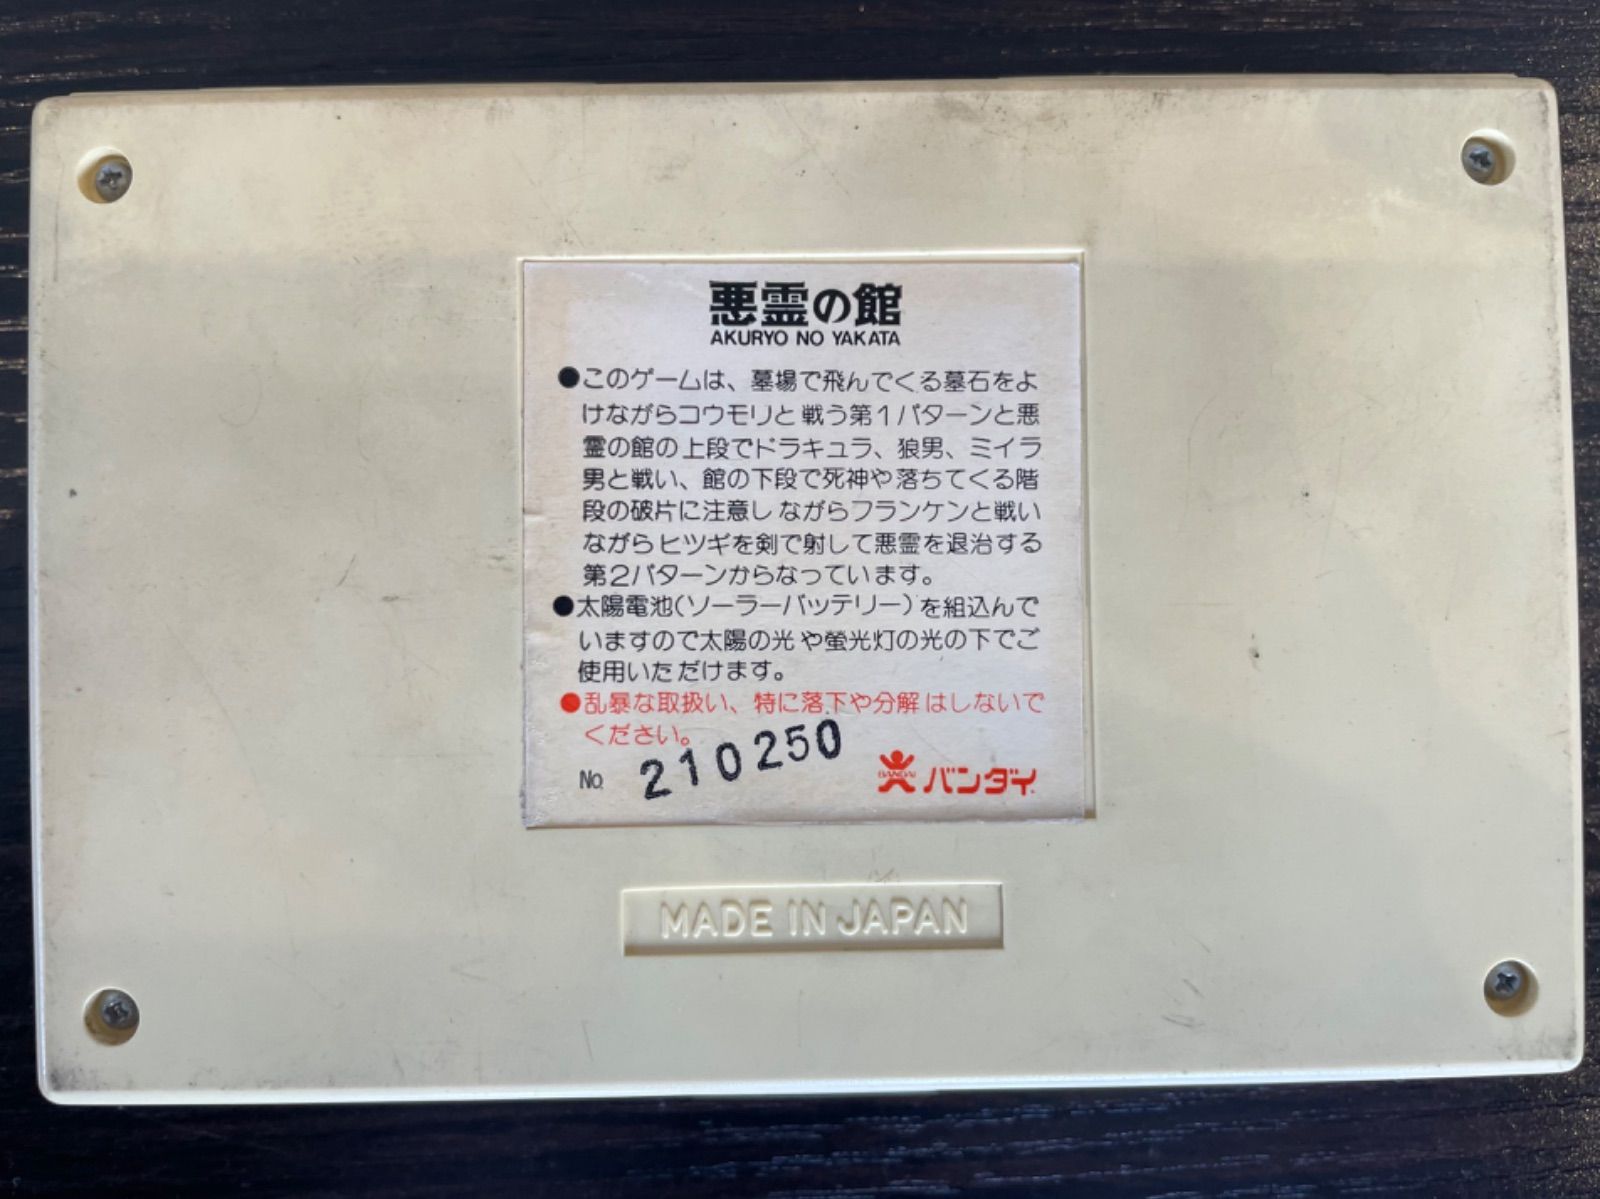 悪霊の館
AKURYO NO YAKATA
●このゲームは、墓場で飛んでくる墓石をよ
けながらコウモリと戦う第1パターンと悪
霊の館の上段でドラキュラ、狼男、ミイラ
男と戦い、館の下段で死神や落ちてくる階
段の破片に注意しながらフランケンと戦い
ながらヒツギを剣で射して悪霊を退治する
第2パターンからなっています。
●太陽電池(ソーラーバッテリー)を組込んで
いますので太陽の光や螢光灯の光の下でご
使用いただけます。
●乱暴な取扱い、特に落下や分解はしないで
ください。
No. 210250
BANDAI バンダイ
MADE IN JAPAN